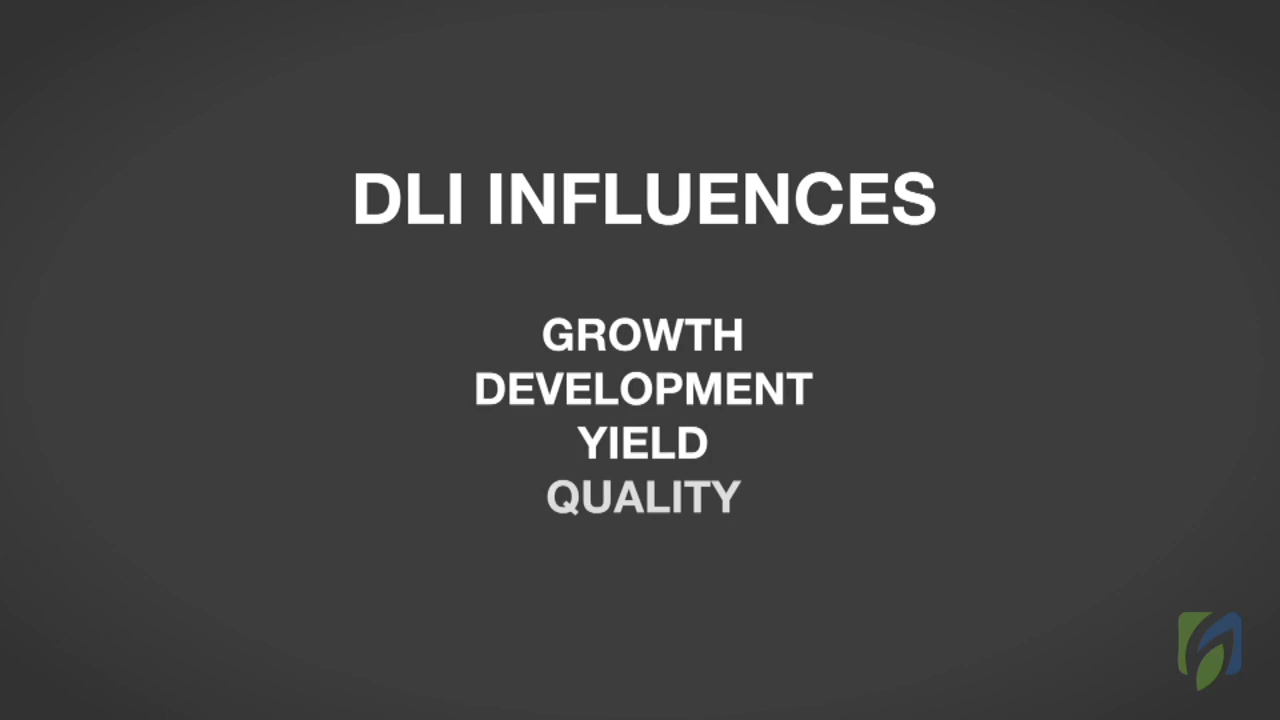 DLI INFLUENCES
GROWTH
DEVELOPMENT
YIELD
QUALITY